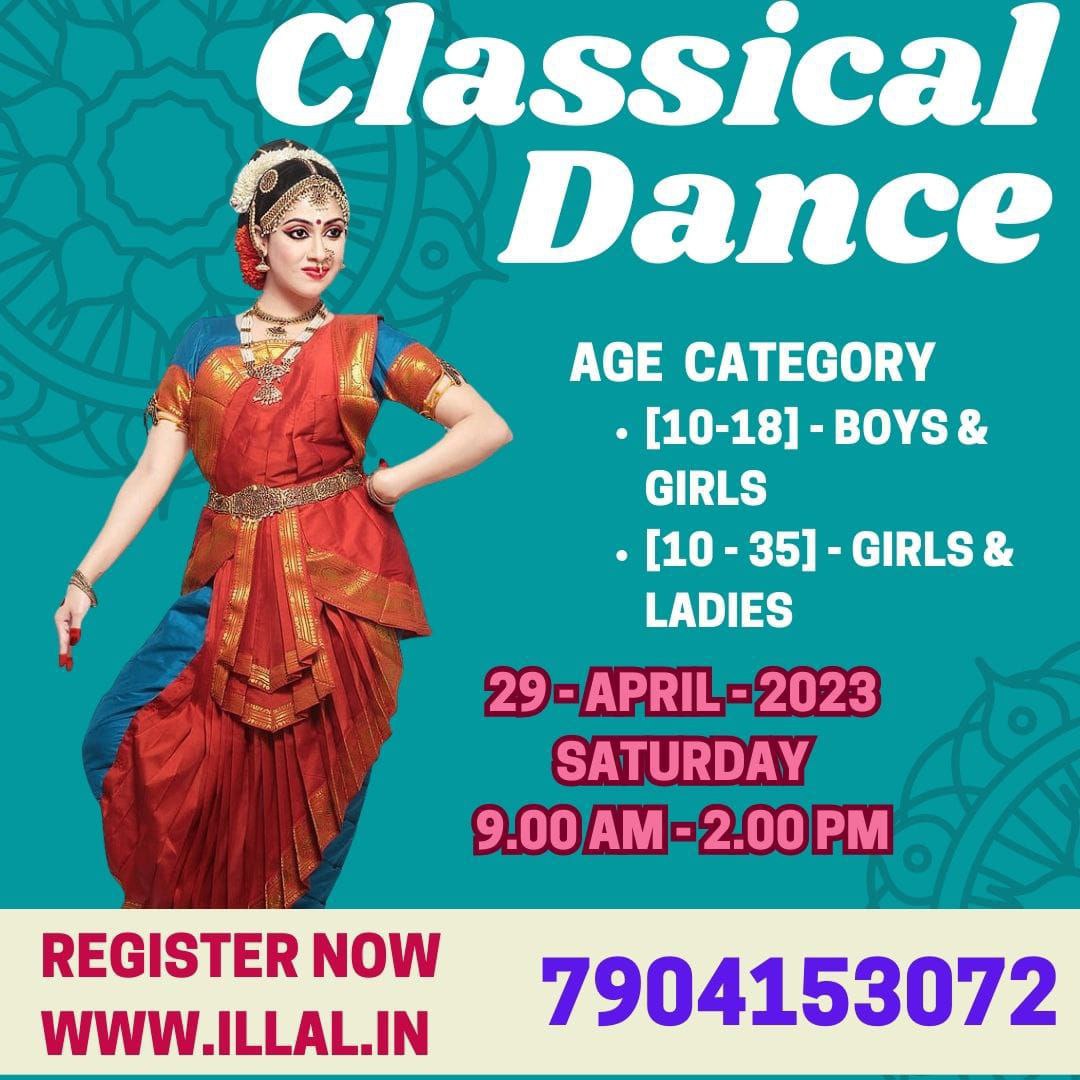 Classical
Dance
AGE CATEGORY
• [10-18] - BOYS &
GIRLS
• [10 - 35] - GIRLS &
LADIES
29 - APRIL - 2023
SATURDAY
9.00 AM - 2.00 PM
REGISTER NOW
WWW.ILLAL.IN
7904153072